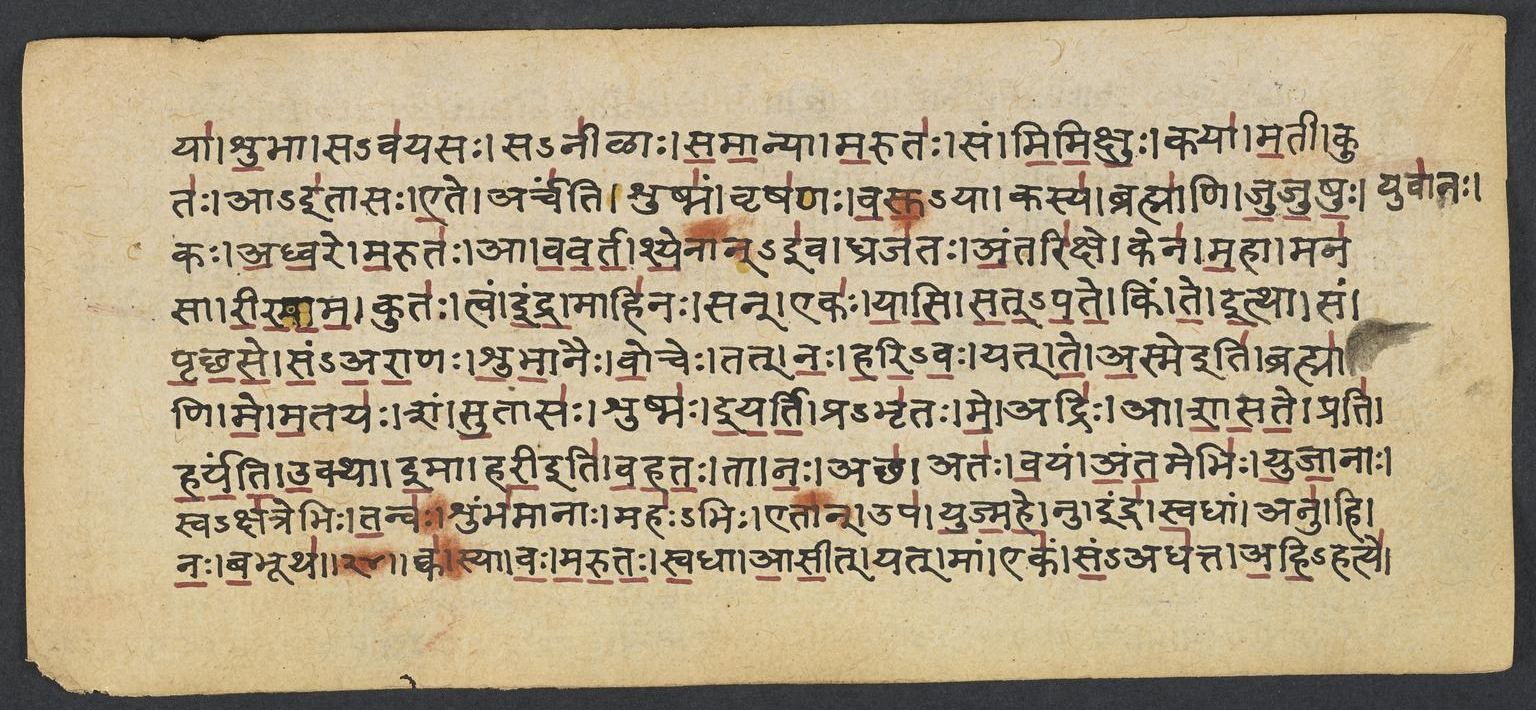 या।शुभा।सऽवयसः।सऽनीळाः।समान्या।मरुतः।सं।मिमिक्षुः।कया।मती।कु
तः।आऽइतासः।एते।अर्चंति।शुष्मं।वृषणः।वसूऽया।कस्य।ब्रह्माणि।जुजुषुः।युवानः।
कः।अध्वरे।मरुतः।आ।ववर्त।श्येनान्ऽइव।ध्रजतः।अंतरिक्षे।केन।महा।मन
सा।रीरमाम।कुतः।त्वं।इंद्र।माहिनः।सन्।एकः।यासि।सत्ऽपते।किं।ते।इत्था।सं।
पृछसे।संऽअराणः।शुभानैः।वोचेः।तत्।नः।हरिऽवः।यत्।ते।अस्मेइति।ब्रह्मा
णि।मे।मतयः।शं।सुतासः।शुष्मः।इयर्ति।प्रऽभृतः।मे।अद्रिः।आ।शासते।प्रति।
हर्यंति।उक्था।इमा।हरीइति।वहतः।ता।नः।अछ।अतः।वयं।अंतमेभिः।युजानाः।
स्वऽक्षत्रेभिः।तन्वः।शुंभमानाः।महःऽभिः।एतान्।उप।युज्महे।नु।इंद्र।स्वधां।अनु।हि।
नः।बभूथ॥२४॥क्व।स्या।वः।मरुतः।स्वधा।आसीत्।यत्।मां।एकं।संऽअधत्त।अहिऽहत्ये।